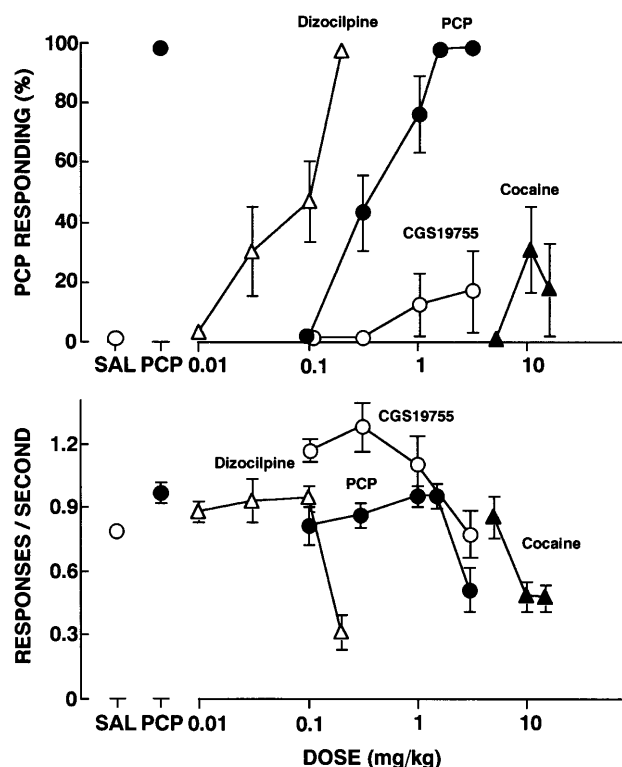 Dizocilpine
PCP
100
80
60
40
20
0
PCP RESPONDING (%)
Cocaine
CGS19755
SAL PCP 0.01 0.1 1 10
1.2
0.9
0.6
0.3
0
RESPONSES / SECOND
CGS19755
Dizocilpine
PCP
Cocaine
SAL PCP 0.01 0.1 1 10
DOSE (mg/kg)